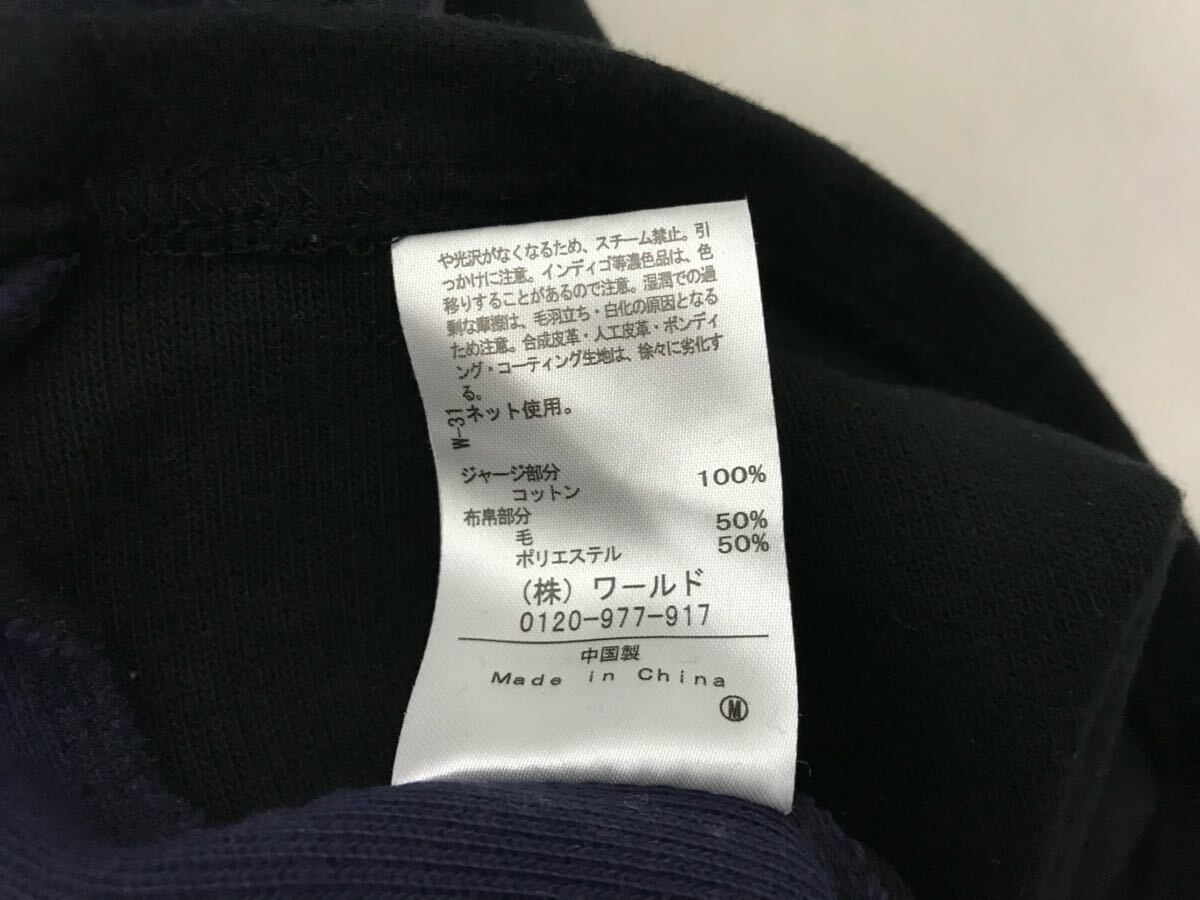 や光沢がなくなるため、スチーム禁止。引
っかけに注意。インディゴ等濃色品は、色
移りすることがあるので注意。湿潤での過
剰な摩擦は、毛羽立ち・白化の原因となる
ため注意。合成皮革・人工皮革・ボンディ
ング・コーティング生地は、徐々に劣化す
る。
ネット使用。
W-31
ジャージ部分
コットン 100%
布帛部分
毛 50%
ポリエステル 50%
(株) ワールド
0120-977-917
中国製
Made in China
Ⓜ